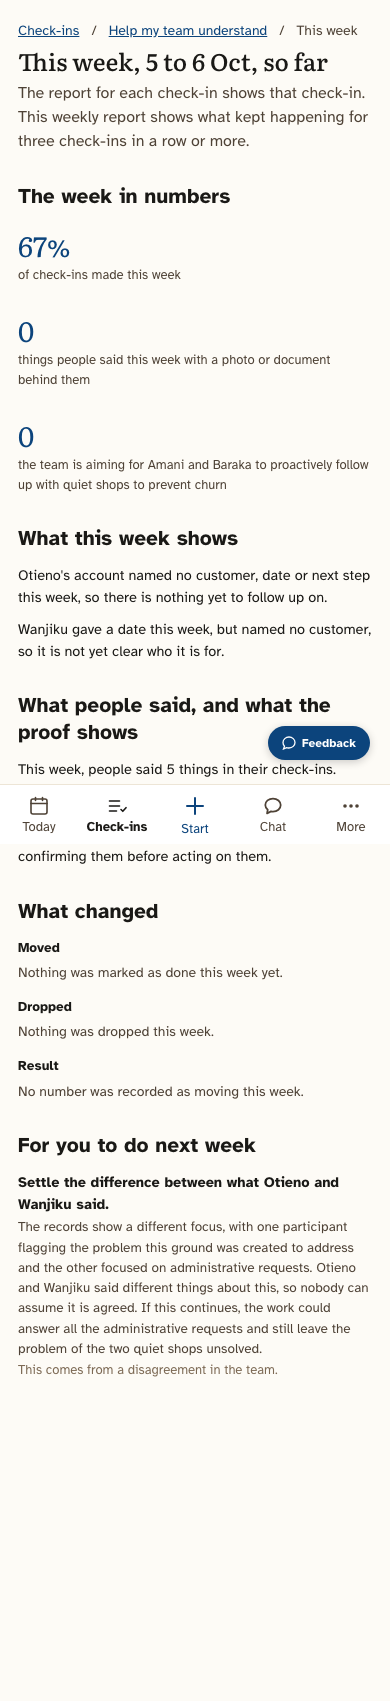 Check-ins / Help my team understand / This week
This week, 5 to 6 Oct, so far
The report for each check-in shows that check-in.
This weekly report shows what kept happening for
three check-ins in a row or more.
The week in numbers
67%
of check-ins made this week
0
things people said this week with a photo or document
behind them
0
the team is aiming for Amani and Baraka to proactively follow
up with quiet shops to prevent churn
What this week shows
Otieno's account named no customer, date or next step
this week, so there is nothing yet to follow up on.
Wanjiku gave a date this week, but named no customer,
so it is not yet clear who it is for.
What people said, and what the
proof shows
Feedback
This week, people said 5 things in their check-ins.
Today
Check-ins
Start
Chat
More
confirming them before acting on them.
What changed
Moved
Nothing was marked as done this week yet.
Dropped
Nothing was dropped this week.
Result
No number was recorded as moving this week.
For you to do next week
Settle the difference between what Otieno and
Wanjiku said.
The records show a different focus, with one participant
flagging the problem this ground was created to address
and the other focused on administrative requests. Otieno
and Wanjiku said different things about this, so nobody can
assume it is agreed. If this continues, the work could
answer all the administrative requests and still leave the
problem of the two quiet shops unsolved.
This comes from a disagreement in the team.